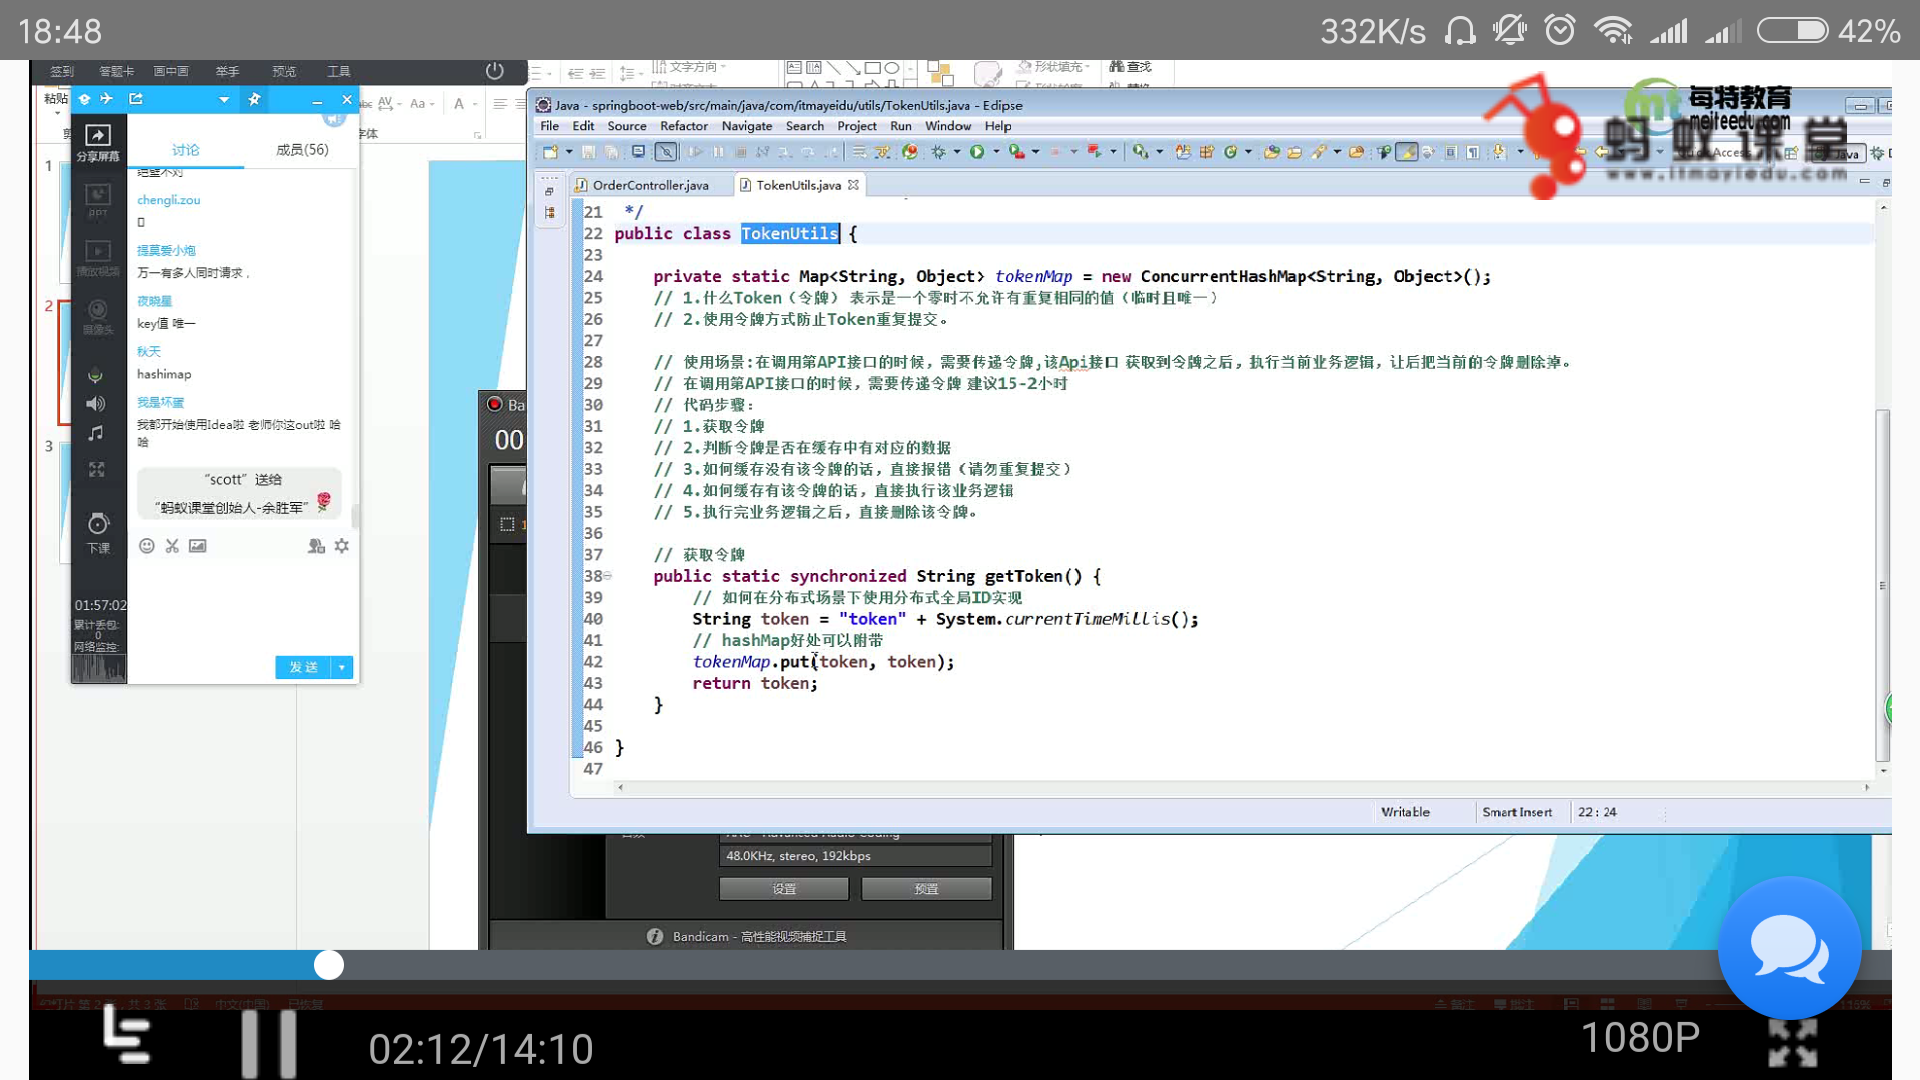 18:48
332K/s
42%
签到 答题卡 画中画 举手 预览 工具
粘贴
文字方向
形状填充
查找
分享屏幕
PPT
播放视频
摄像头
讨论
成员(56)
chengli.zou
提莫爱小炮
万一有多人同时请求，
夜晓星
key值 唯一
秋天
hashimap
我是坏蛋
我都开始使用Idea啦 老师你这out啦 哈
哈
“scott” 送给
“蚂蚁课堂创始人-余胜军”
下课
01:57:02
累计丢包:
0
网络监控:
发送
1
2
3
Java - springboot-web/src/main/java/com/itmayeidu/utils/TokenUtils.java - Eclipse
File Edit Source Refactor Navigate Search Project Run Window Help
每特教育
meiteedu.com
蚂蚁课堂
www.itmayiedu.com
Java
OrderController.java
TokenUtils.java
21 */
22 public class TokenUtils {
23
24 private static Map<String, Object> tokenMap = new ConcurrentHashMap<String, Object>();
25 // 1.什么Token（令牌） 表示是一个零时不允许有重复相同的值（临时且唯一）
26 // 2.使用令牌方式防止Token重复提交。
27
28 // 使用场景:在调用第API接口的时候，需要传递令牌,该Api接口 获取到令牌之后，执行当前业务逻辑，让后把当前的令牌删除掉。
29 // 在调用第API接口的时候，需要传递令牌 建议15-2小时
30 // 代码步骤：
31 // 1.获取令牌
32 // 2.判断令牌是否在缓存中有对应的数据
33 // 3.如何缓存没有该令牌的话，直接报错（请勿重复提交）
34 // 4.如何缓存有该令牌的话，直接执行该业务逻辑
35 // 5.执行完业务逻辑之后，直接删除该令牌。
36
37 // 获取令牌
38 public static synchronized String getToken() {
39 // 如何在分布式场景下使用分布式全局ID实现
40 String token = "token" + System.currentTimeMillis();
41 // hashMap好处可以附带
42 tokenMap.put(token, token);
43 return token;
44 }
45
46 }
47
Writable
Smart Insert
22 : 24
Ba
00
48.0KHz, stereo, 192kbps
设置
预置
Bandicam - 高性能视频捕捉工具
02:12/14:10
1080P